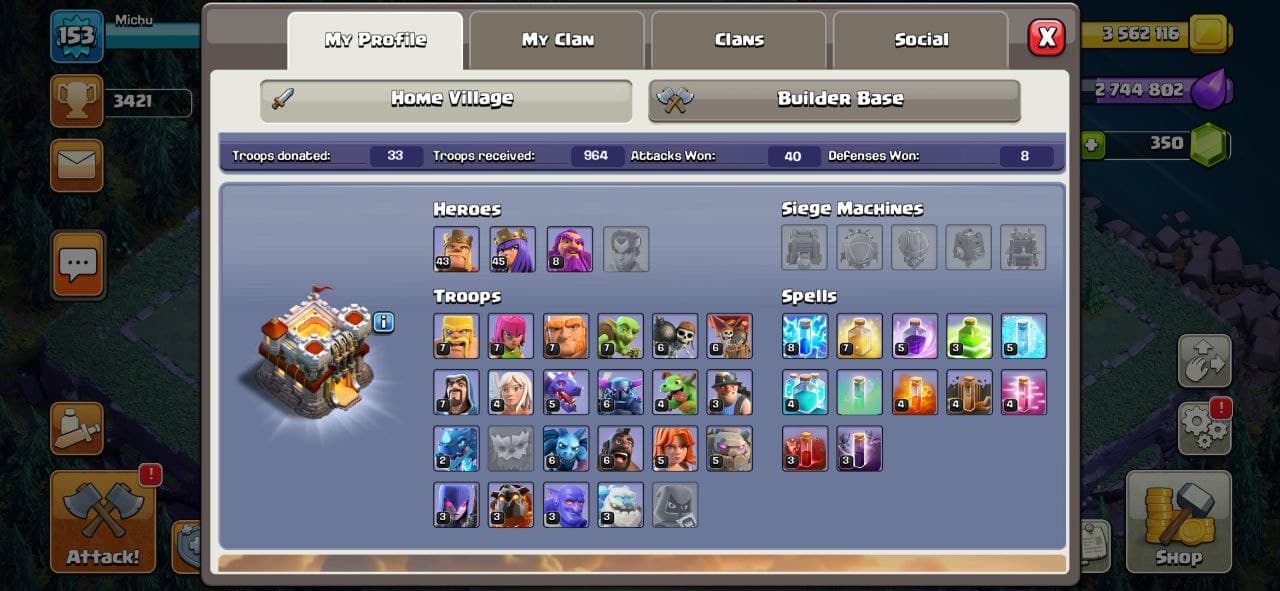 153
Michu
3421
My Profile
My Clan
Clans
Social
X
3 562 116
2 744 802
350
Home Village
Builder Base
Troops donated: 33 Troops received: 964 Attacks Won: 40 Defenses Won: 8
Heroes
43 45 8
Siege Machines
Troops
7 7 7 7 6 6
7 4 5 6 4 3
2 6 6 5 5
3 3 3 3
Spells
8 7 5 3 5
4 4 4 4
3 3
i
!
Attack!
!
Shop